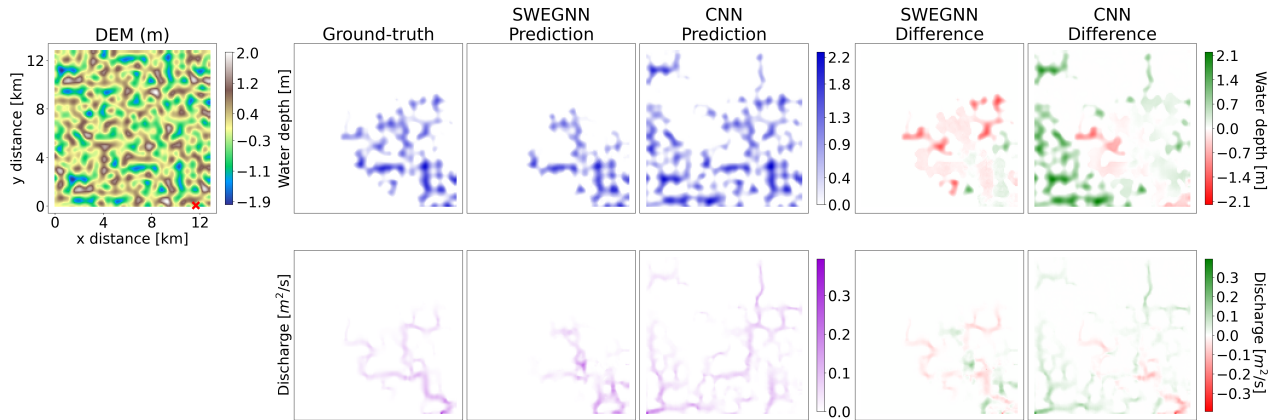 DEM (m)
12
8
4
0
0 4 8 12
x distance [km]
y distance [km]
2.0
1.2
0.4
−0.3
−1.1
−1.9
Water depth [m]
Ground-truth
SWEGNN
Prediction
CNN
Prediction
2.2
1.8
1.3
0.9
0.4
0.0
SWEGNN
Difference
CNN
Difference
2.1
1.4
0.7
0.0
−0.7
−1.4
−2.1
Water depth [m]
Discharge [m²/s]
0.3
0.2
0.1
0.0
0.3
0.2
0.1
0.0
−0.1
−0.2
−0.3
Discharge [m²/s]